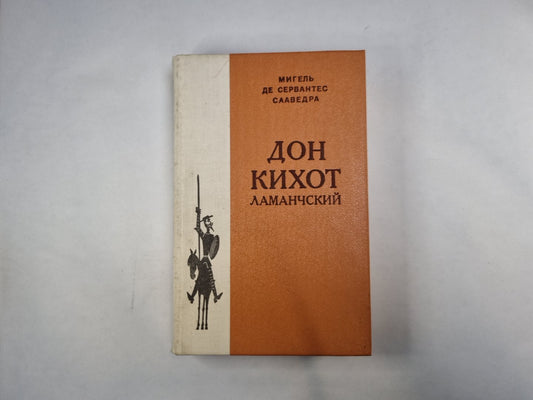 МИГЕЛЬ
ДЕ СЕРВАНТЕС
СААВЕДРА
ДОН
КИХОТ
ЛАМАНЧСКИЙ